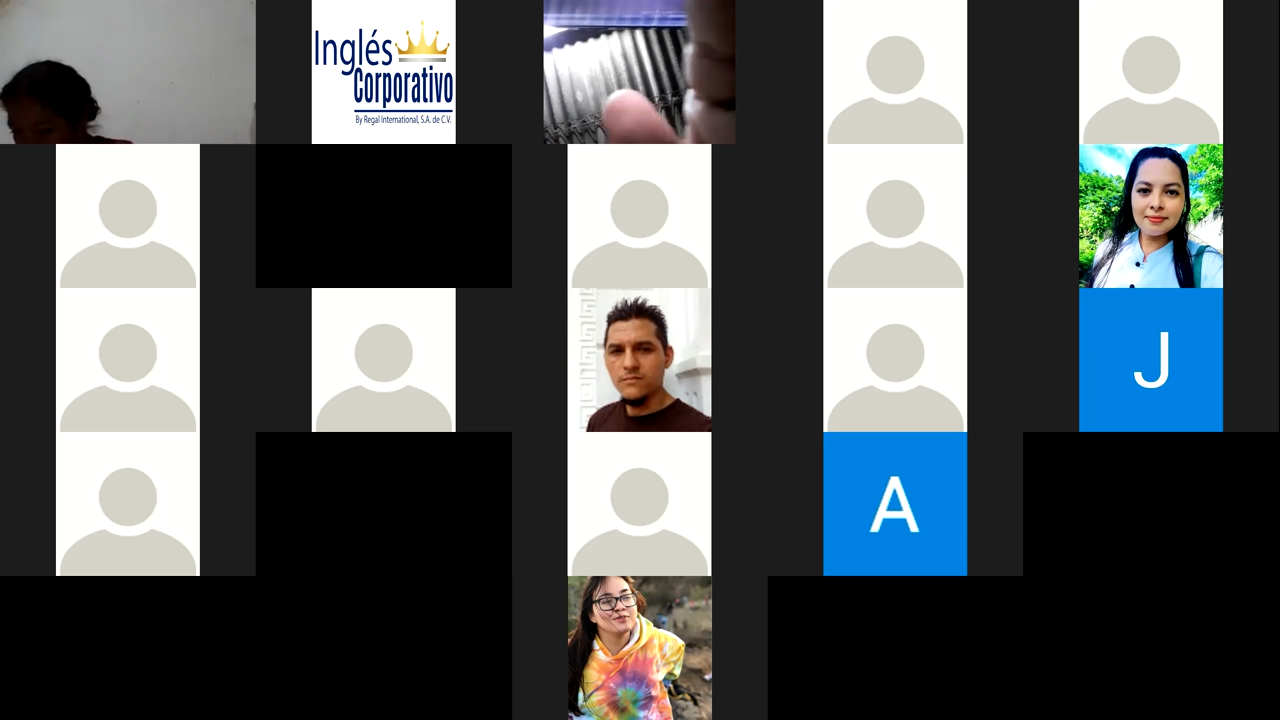 Inglés
Corporativo
By Regal International, S.A. de C.V.
J
A